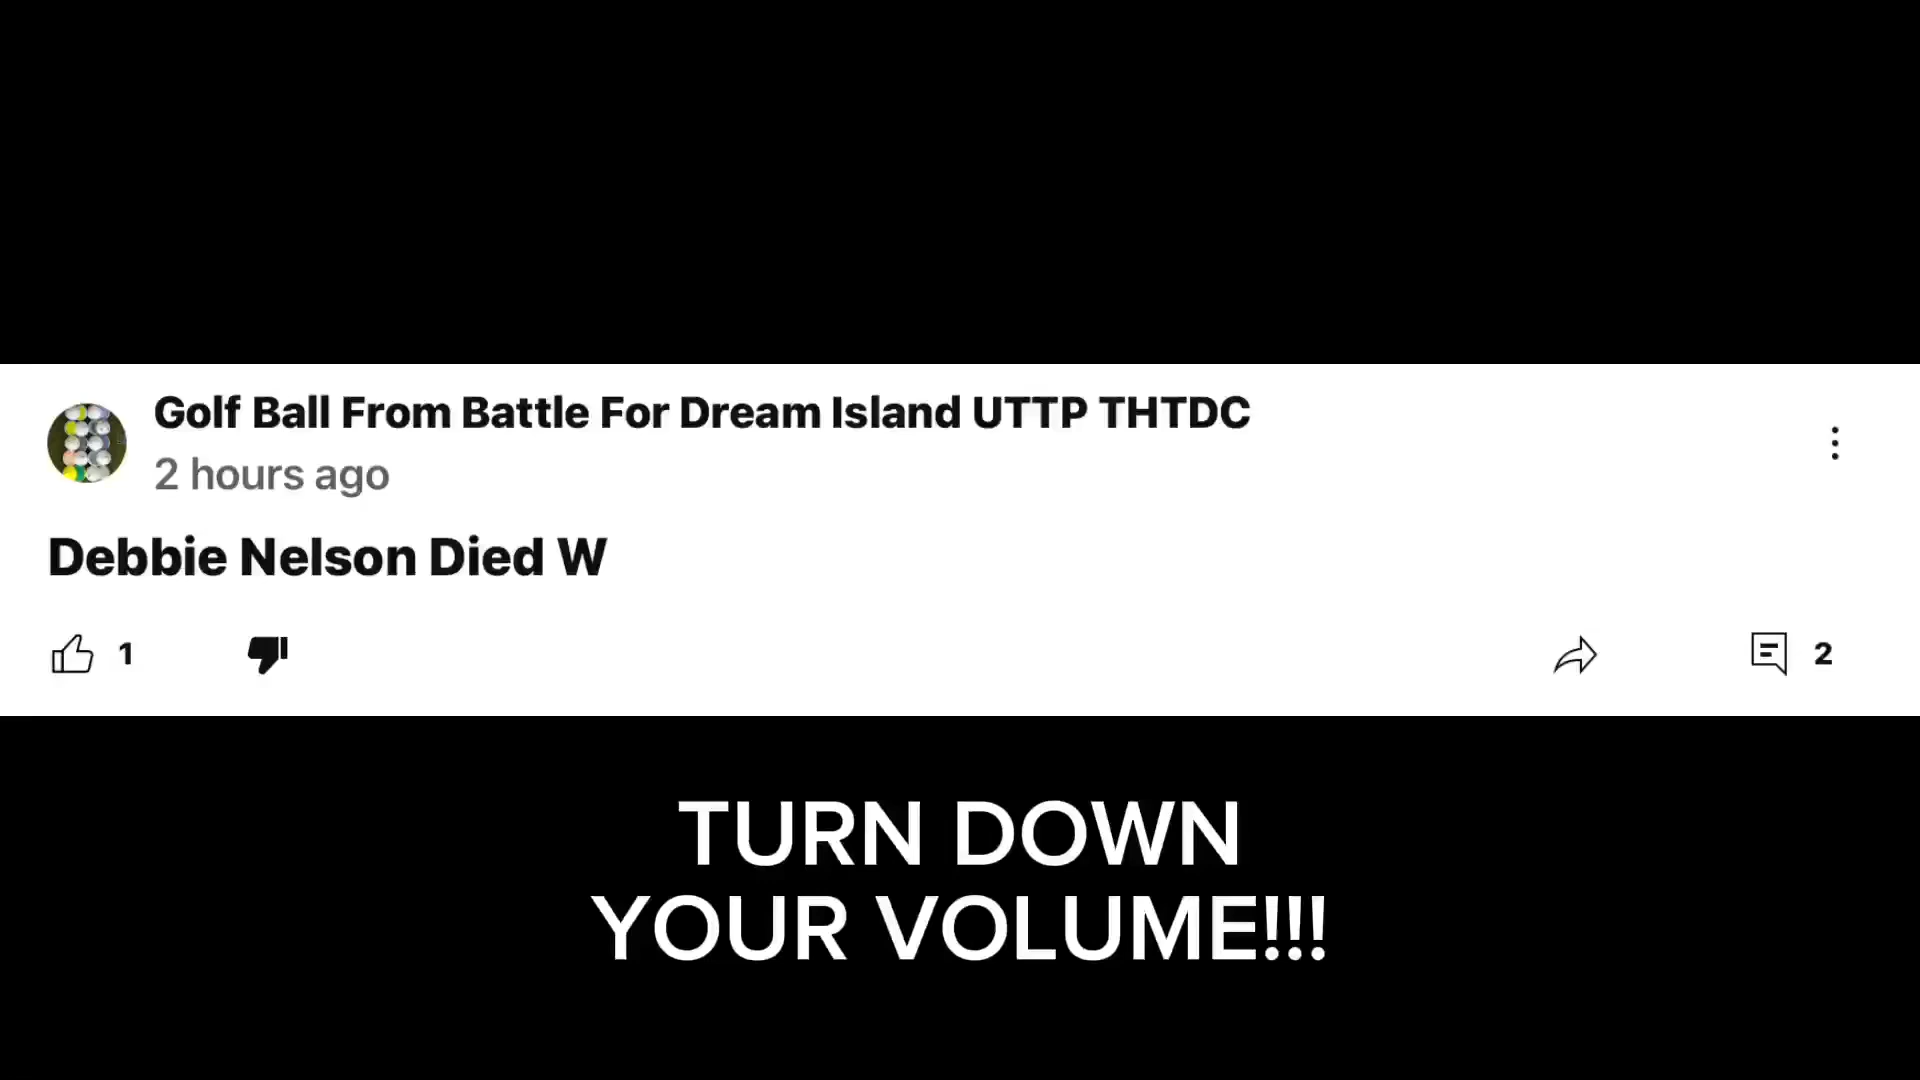 Golf Ball From Battle For Dream Island UTTP THTDC
2 hours ago
Debbie Nelson Died W
1
2
TURN DOWN
YOUR VOLUME!!!